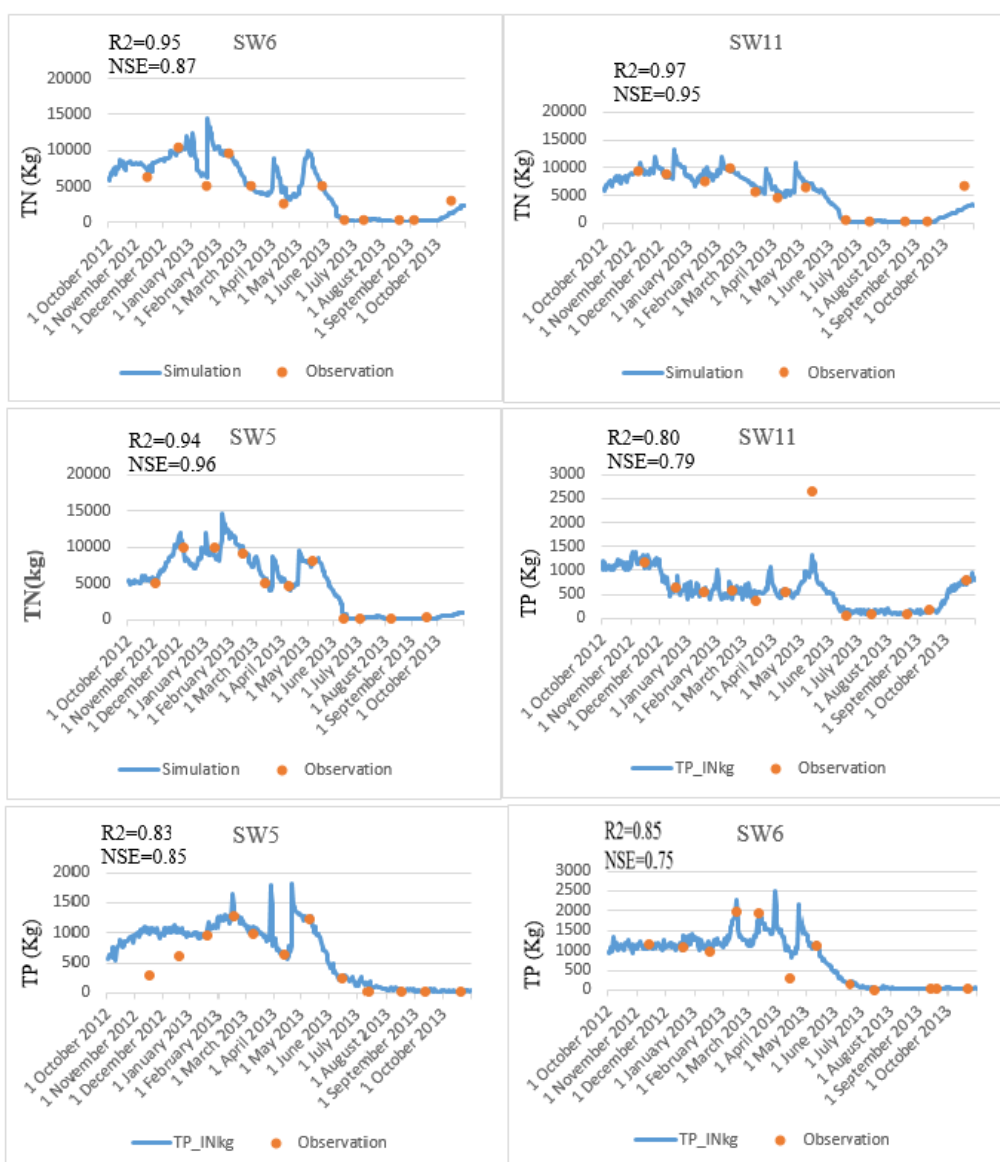 R2=0.95 SW6
NSE=0.87
20000
15000
10000
5000
0
TN (Kg)
1 October 2012
1 November 2012
1 December 2012
1 January 2013
1 February 2013
1 March 2013
1 April 2013
1 May 2013
1 June 2013
1 July 2013
1 August 2013
1 September 2013
1 October 2013
Simulation Observation
SW11
R2=0.97
NSE=0.95
20000
15000
10000
5000
0
TN (Kg)
1 October 2012
1 November 2012
1 December 2012
1 January 2013
1 February 2013
1 March 2013
1 April 2013
1 May 2013
1 June 2013
1 July 2013
1 August 2013
1 September 2013
1 October 2013
Simulation Observation
R2=0.94 SW5
NSE=0.96
20000
15000
10000
5000
0
TN(kg)
1 October 2012
1 November 2012
1 December 2012
1 January 2013
1 February 2013
1 March 2013
1 April 2013
1 May 2013
1 June 2013
1 July 2013
1 August 2013
1 September 2013
1 October 2013
Simulation Observation
R2=0.80 SW11
NSE=0.79
3000
2500
2000
1500
1000
500
0
TP (Kg)
1 October 2012
1 November 2012
1 December 2012
1 January 2013
1 February 2013
1 March 2013
1 April 2013
1 May 2013
1 June 2013
1 July 2013
1 August 2013
1 September 2013
1 October 2013
TP_INkg Observation
R2=0.83 SW5
NSE=0.85
2000
1500
1000
500
0
TP (Kg)
1 October 2012
1 November 2012
1 December 2012
1 January 2013
1 February 2013
1 March 2013
1 April 2013
1 May 2013
1 June 2013
1 July 2013
1 August 2013
1 September 2013
1 October 2013
TP_INkg Observation
R2=0.85 SW6
NSE=0.75
3000
2500
2000
1500
1000
500
0
TP (Kg)
1 October 2012
1 November 2012
1 December 2012
1 January 2013
1 February 2013
1 March 2013
1 April 2013
1 May 2013
1 June 2013
1 July 2013
1 August 2013
1 September 2013
1 October 2013
TP_INkg Observation